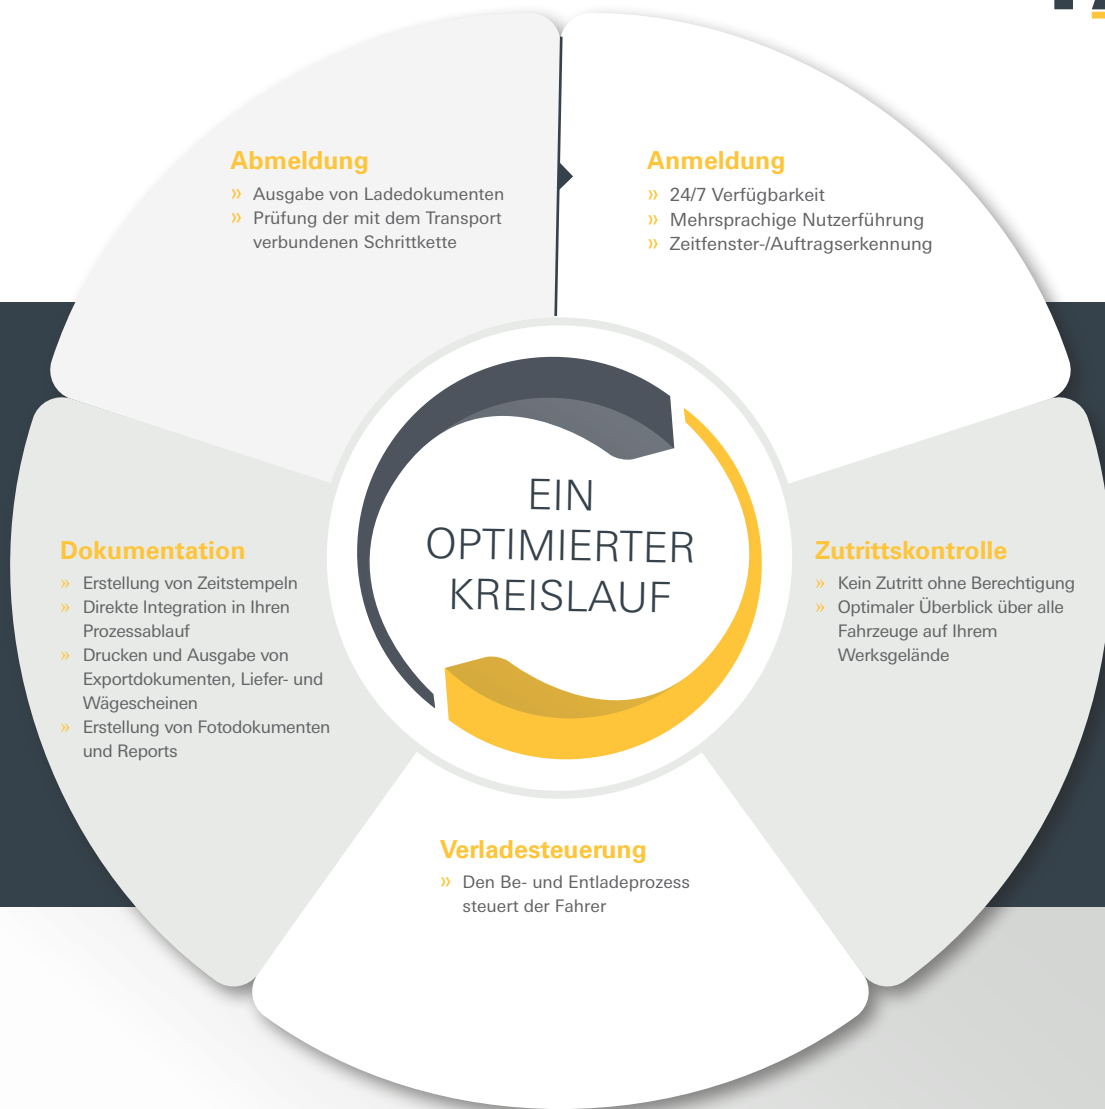 Abmeldung
» Ausgabe von Ladedokumenten
» Prüfung der mit dem Transport
verbundenen Schrittkette
Anmeldung
» 24/7 Verfügbarkeit
» Mehrsprachige Nutzerführung
» Zeitfenster-/Auftragserkennung
EIN
OPTIMIERTER
KREISLAUF
Dokumentation
» Erstellung von Zeitstempeln
» Direkte Integration in Ihren
Prozessablauf
» Drucken und Ausgabe von
Exportdokumenten, Liefer- und
Wägescheinen
» Erstellung von Fotodokumenten
und Reports
Zutrittskontrolle
» Kein Zutritt ohne Berechtigung
» Optimaler Überblick über alle
Fahrzeuge auf Ihrem
Werksgelände
Verladesteuerung
» Den Be- und Entladeprozess
steuert der Fahrer